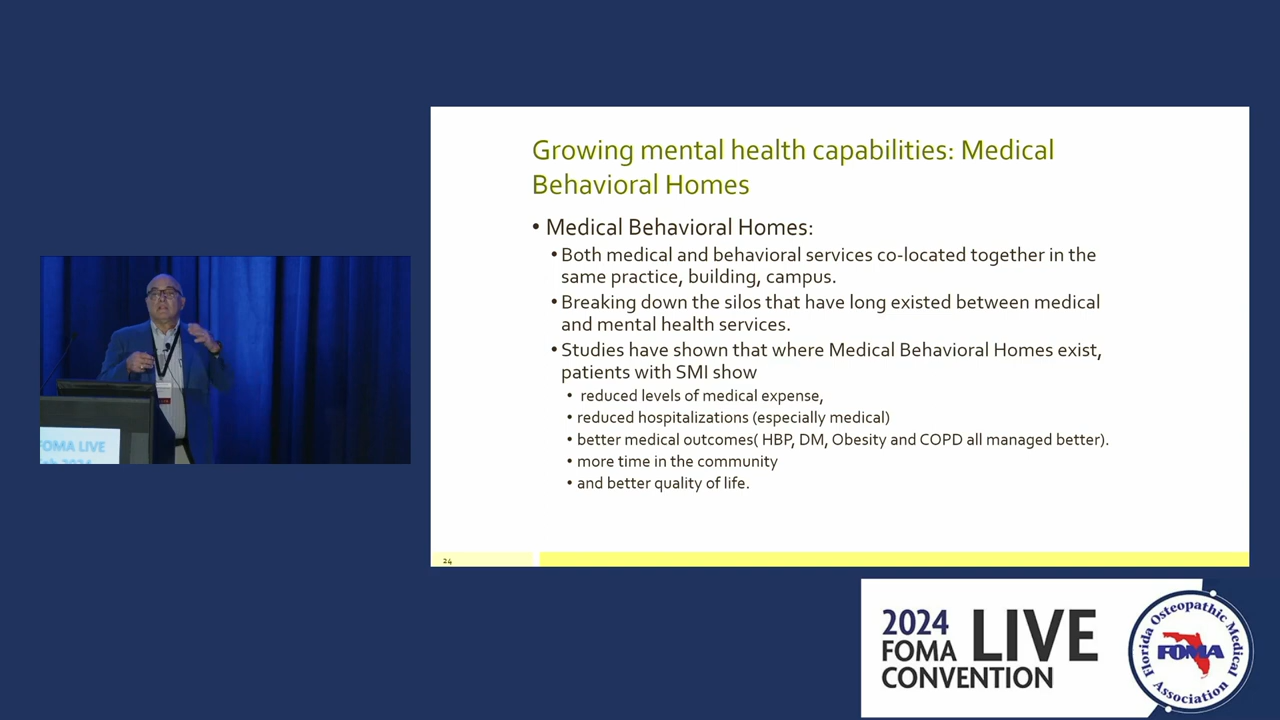 Growing mental health capabilities: Medical
Behavioral Homes
• Medical Behavioral Homes:
• Both medical and behavioral services co-located together in the
same practice, building, campus.
• Breaking down the silos that have long existed between medical
and mental health services.
• Studies have shown that where Medical Behavioral Homes exist,
patients with SMI show
• reduced levels of medical expense,
• reduced hospitalizations (especially medical)
• better medical outcomes( HBP, DM, Obesity and COPD all managed better).
• more time in the community
• and better quality of life.
24
FOMA LIVE
2024
2024
FOMA
LIVE
CONVENTION
Florida Osteopathic Medical
FOMA
Association